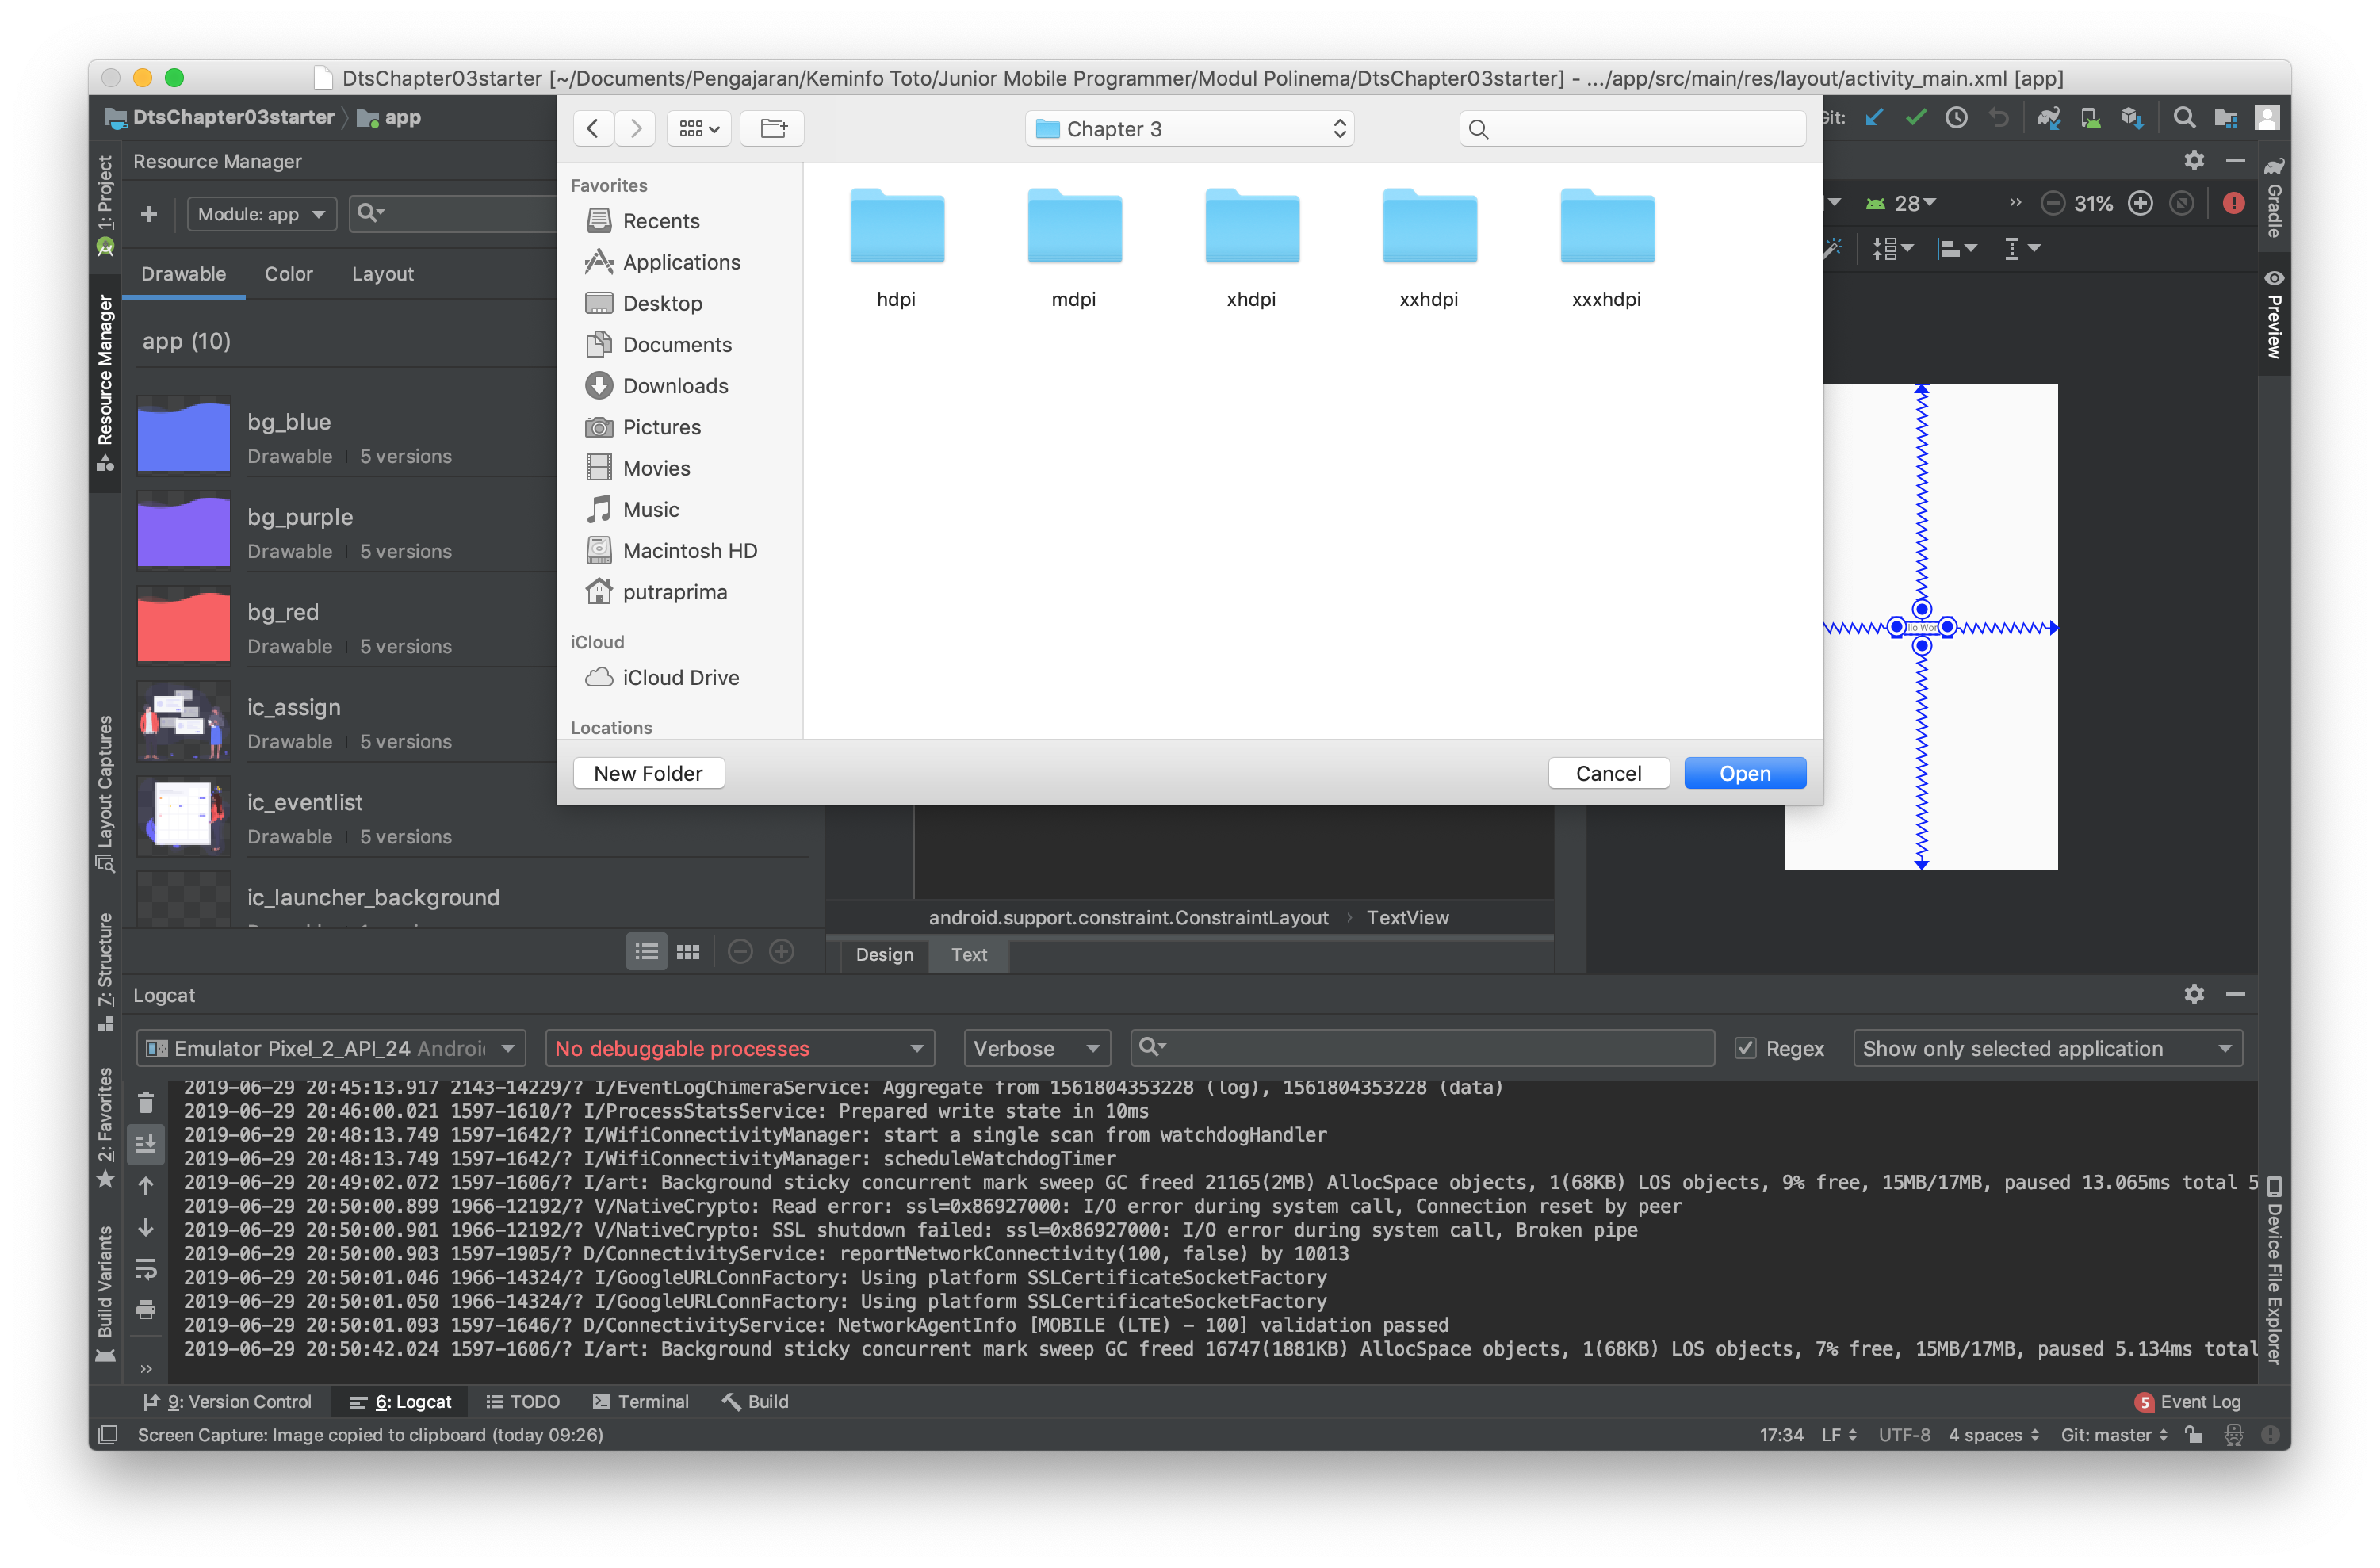 DtsChapter03starter [~/Documents/Pengajaran/Keminfo Toto/Junior Mobile Programmer/Modul Polinema/DtsChapter03starter] - .../app/src/main/res/layout/activity_main.xml [app]
DtsChapter03starter
app
Chapter 3
Git:
1: Project
Resource Manager
Layout Captures
7: Structure
2: Favorites
Build Variants
Resource Manager
Module: app
Drawable
Color
Layout
app (10)
bg_blue
Drawable
5 versions
bg_purple
Drawable
5 versions
bg_red
Drawable
5 versions
ic_assign
Drawable
5 versions
ic_eventlist
Drawable
5 versions
ic_launcher_background
Favorites
Recents
Applications
Desktop
Documents
Downloads
Pictures
Movies
Music
Macintosh HD
putraprima
iCloud
iCloud Drive
Locations
hdpi
mdpi
xhdpi
xxhdpi
xxxhdpi
New Folder
Cancel
Open
28
31%
Gradle
Preview
Device File Explorer
android.support.constraint.ConstraintLayout
TextView
Design
Text
Logcat
Emulator Pixel_2_API_24
No debuggable processes
Verbose
Regex
Show only selected application
2019-06-29 20:45:13.917 2143-14229/? I/EventLogChimeraService: Aggregate from 1561804353228 (log), 1561804353228 (data)
2019-06-29 20:46:00.021 1597-1610/? I/ProcessStatsService: Prepared write state in 10ms
2019-06-29 20:48:13.749 1597-1642/? I/WifiConnectivityManager: start a single scan from watchdogHandler
2019-06-29 20:48:13.749 1597-1642/? I/WifiConnectivityManager: scheduleWatchdogTimer
2019-06-29 20:49:02.072 1597-1606/? I/art: Background sticky concurrent mark sweep GC freed 21165(2MB) AllocSpace objects, 1(68KB) LOS objects, 9% free, 15MB/17MB, paused 13.065ms total 5
2019-06-29 20:50:00.899 1966-12192/? V/NativeCrypto: Read error: ssl=0x86927000: I/O error during system call, Connection reset by peer
2019-06-29 20:50:00.901 1966-12192/? V/NativeCrypto: SSL shutdown failed: ssl=0x86927000: I/O error during system call, Broken pipe
2019-06-29 20:50:00.903 1597-1905/? D/ConnectivityService: reportNetworkConnectivity(100, false) by 10013
2019-06-29 20:50:01.046 1966-14324/? I/GoogleURLConnFactory: Using platform SSLCertificateSocketFactory
2019-06-29 20:50:01.050 1966-14324/? I/GoogleURLConnFactory: Using platform SSLCertificateSocketFactory
2019-06-29 20:50:01.093 1597-1646/? D/ConnectivityService: NetworkAgentInfo [MOBILE (LTE) - 100] validation passed
2019-06-29 20:50:42.024 1597-1606/? I/art: Background sticky concurrent mark sweep GC freed 16747(1881KB) AllocSpace objects, 1(68KB) LOS objects, 7% free, 15MB/17MB, paused 5.134ms total
9: Version Control
6: Logcat
TODO
Terminal
Build
5
Event Log
Screen Capture: Image copied to clipboard (today 09:26)
17:34
LF
UTF-8
4 spaces
Git: master